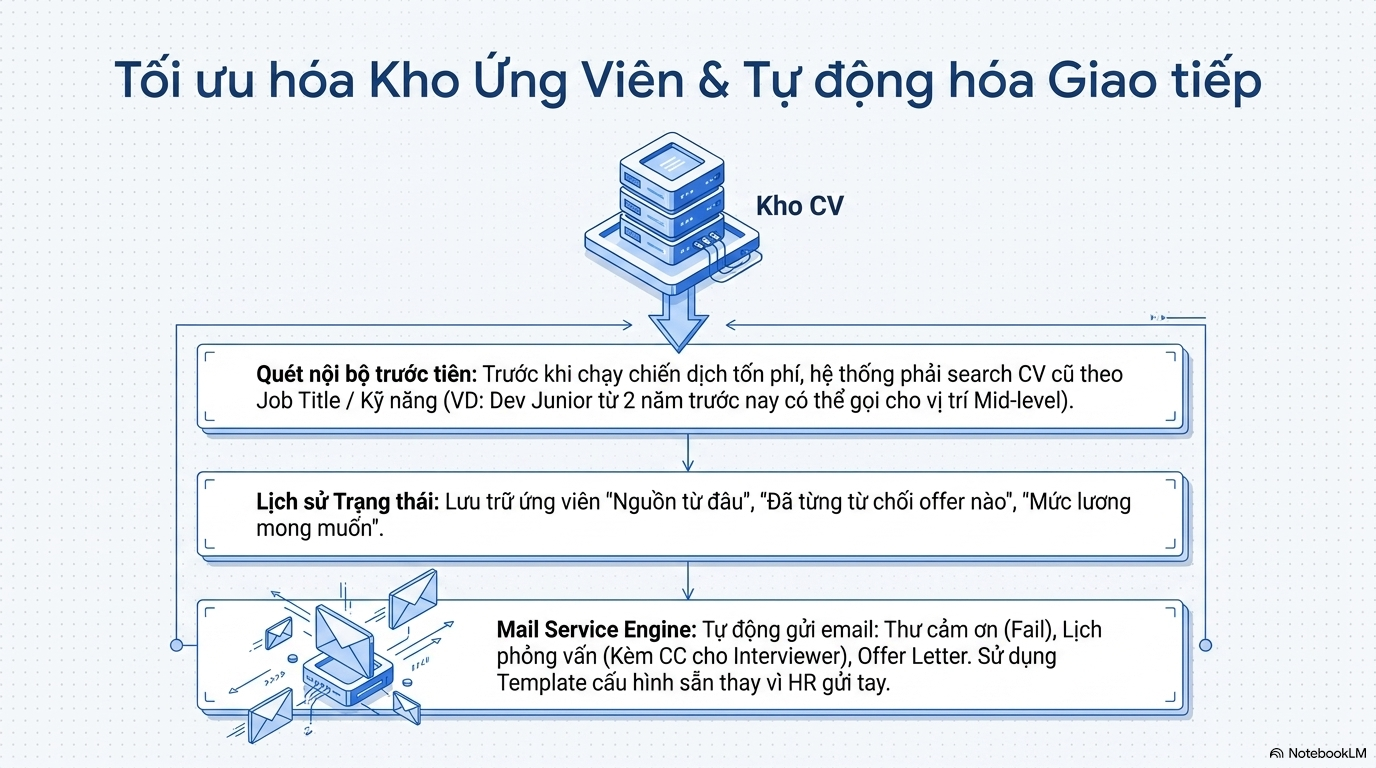 Tối ưu hóa Kho Ứng Viên & Tự động hóa Giao tiếp
Kho CV
Quét nội bộ trước tiên: Trước khi chạy chiến dịch tốn phí, hệ thống phải search CV cũ theo
Job Title / Kỹ năng (VD: Dev Junior từ 2 năm trước nay có thể gọi cho vị trí Mid-level).
Lịch sử Trạng thái: Lưu trữ ứng viên "Nguồn từ đâu", "Đã từng từ chối offer nào", "Mức lương
mong muốn".
Mail Service Engine: Tự động gửi email: Thư cảm ơn (Fail), Lịch
phỏng vấn (Kèm CC cho Interviewer), Offer Letter. Sử dụng
Template cấu hình sẵn thay vì HR gửi tay.
NotebookLM